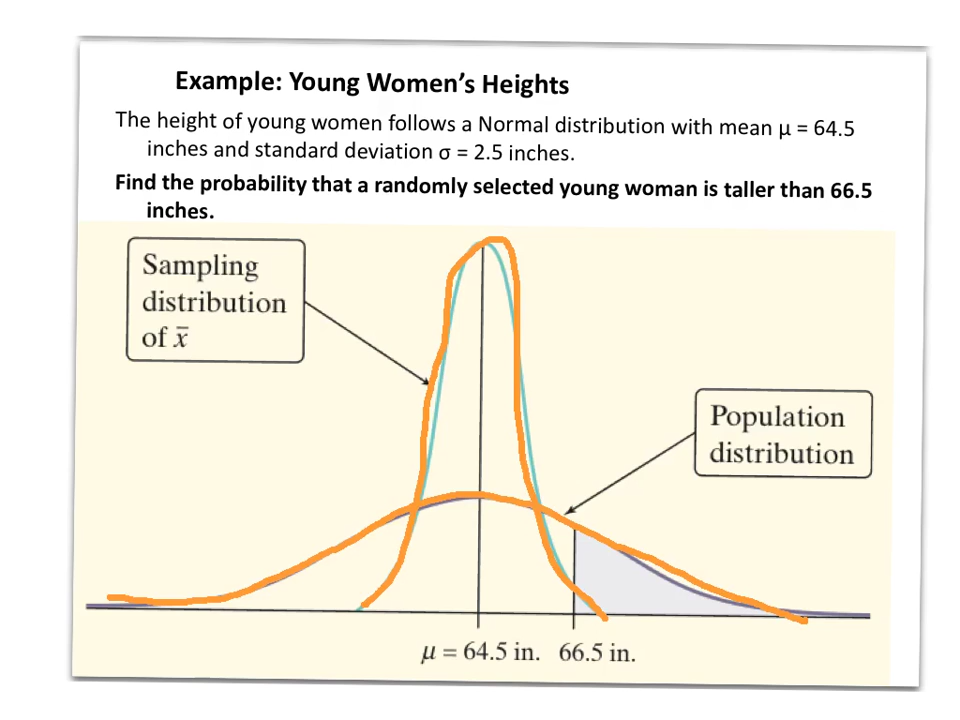 Example: Young Women's Heights
The height of young women follows a Normal distribution with mean μ = 64.5
inches and standard deviation σ = 2.5 inches.
Find the probability that a randomly selected young woman is taller than 66.5
inches.
Sampling
distribution
of x̄
Population
distribution
μ = 64.5 in. 66.5 in.